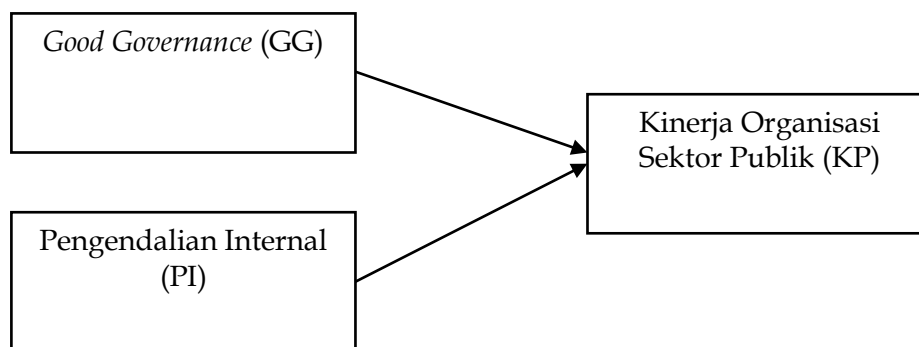 Good Governance (GG)
Kinerja Organisasi
Sektor Publik (KP)
Pengendalian Internal
(PI)